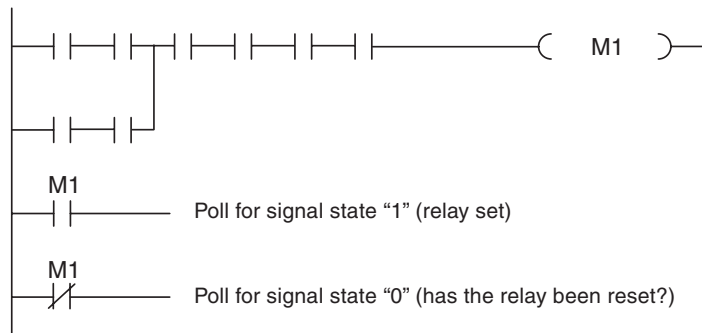 M1
M1
Poll for signal state “1” (relay set)
M1
Poll for signal state “0” (has the relay been reset?)